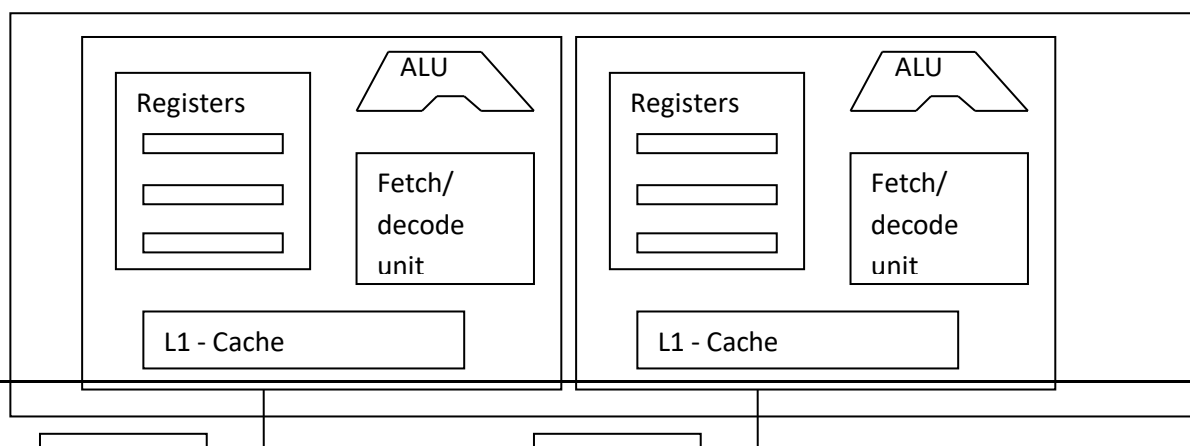 ALU
Registers
Fetch/
decode
unit
L1 - Cache
ALU
Registers
Fetch/
decode
unit
L1 - Cache